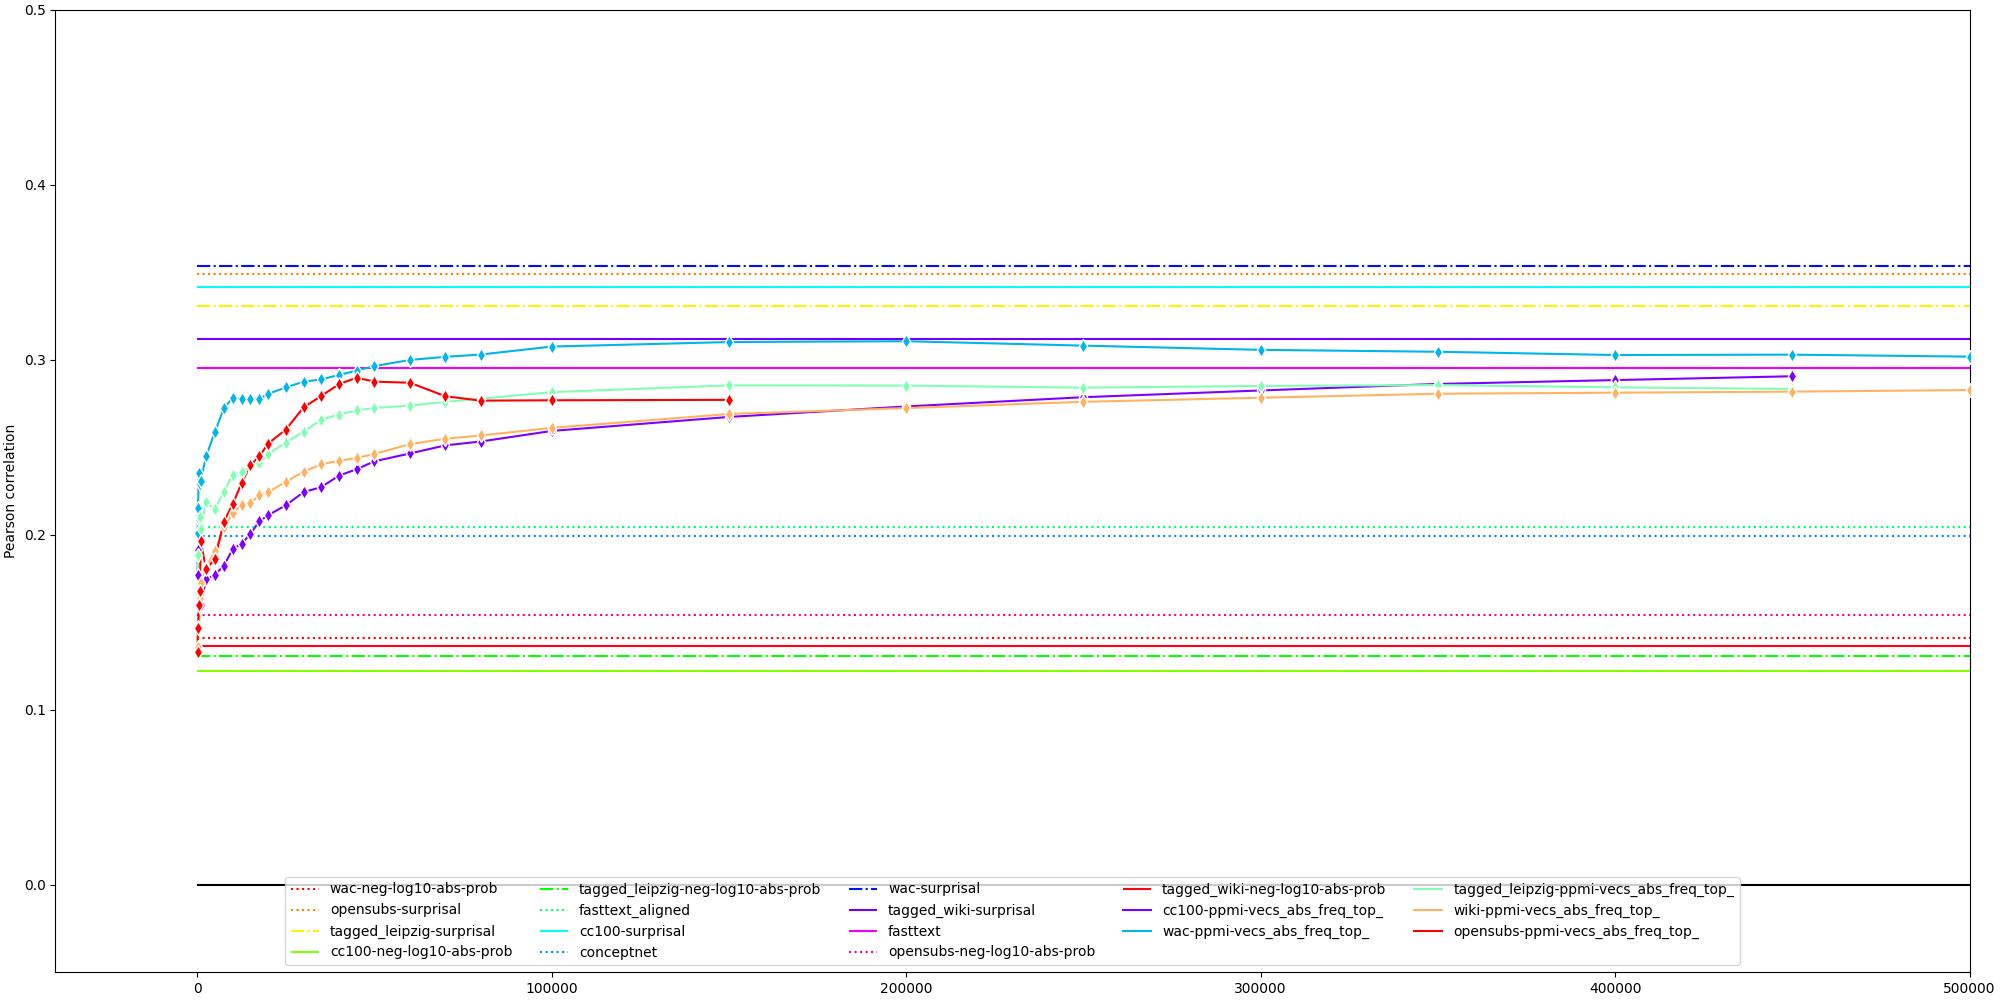 0.5
0.4
0.3
0.2
0.1
0.0
Pearson correlation
wac-neg-log10-abs-prob
opensubs-surprisal
tagged_leipzig-surprisal
cc100-neg-log10-abs-prob
tagged_leipzig-neg-log10-abs-prob
fasttext_aligned
cc100-surprisal
conceptnet
wac-surprisal
tagged_wiki-surprisal
fasttext
opensubs-neg-log10-abs-prob
tagged_wiki-neg-log10-abs-prob
cc100-ppmi-vecs_abs_freq_top_
wac-ppmi-vecs_abs_freq_top_
tagged_leipzig-ppmi-vecs_abs_freq_top_
wiki-ppmi-vecs_abs_freq_top_
opensubs-ppmi-vecs_abs_freq_top_
0
100000
200000
300000
400000
500000